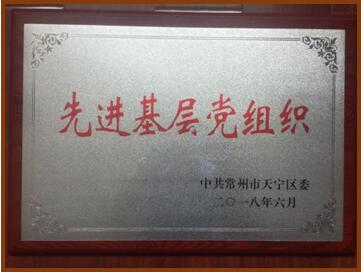 先进基层党组织
中共常州市天宁区委
二〇一八年六月